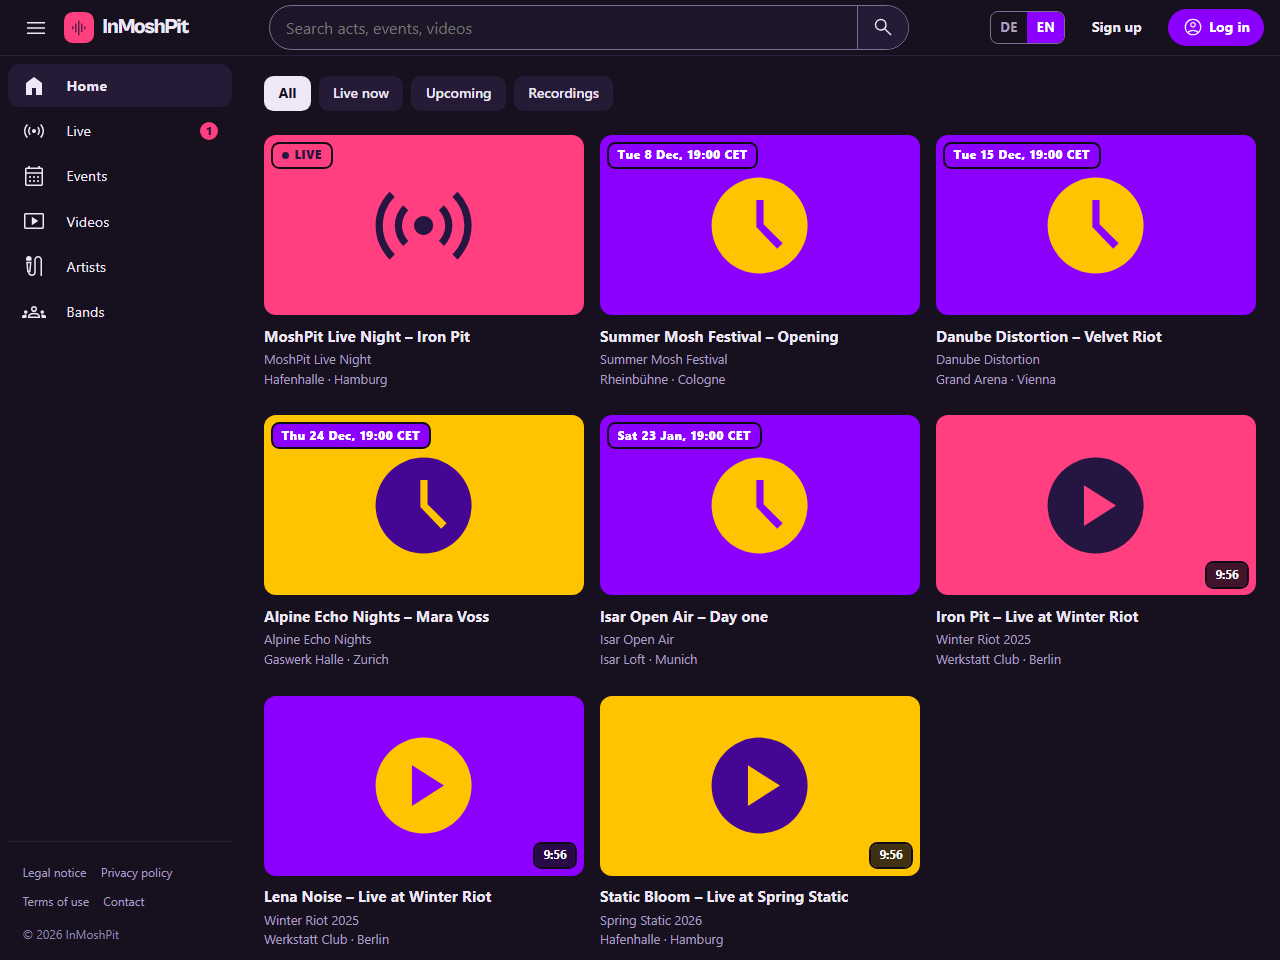 InMoshPit
Search acts, events, videos
DE EN
Sign up
Log in
Home
Live 1
Events
Videos
Artists
Bands
Legal notice Privacy policy
Terms of use Contact
© 2026 InMoshPit
All Live now Upcoming Recordings
LIVE
MoshPit Live Night – Iron Pit
MoshPit Live Night
Hafenhalle · Hamburg
Tue 8 Dec, 19:00 CET
Summer Mosh Festival – Opening
Summer Mosh Festival
Rheinbühne · Cologne
Tue 15 Dec, 19:00 CET
Danube Distortion – Velvet Riot
Danube Distortion
Grand Arena · Vienna
Thu 24 Dec, 19:00 CET
Alpine Echo Nights – Mara Voss
Alpine Echo Nights
Gaswerk Halle · Zurich
Sat 23 Jan, 19:00 CET
Isar Open Air – Day one
Isar Open Air
Isar Loft · Munich
9:56
Iron Pit – Live at Winter Riot
Winter Riot 2025
Werkstatt Club · Berlin
9:56
Lena Noise – Live at Winter Riot
Winter Riot 2025
Werkstatt Club · Berlin
9:56
Static Bloom – Live at Spring Static
Spring Static 2026
Hafenhalle · Hamburg